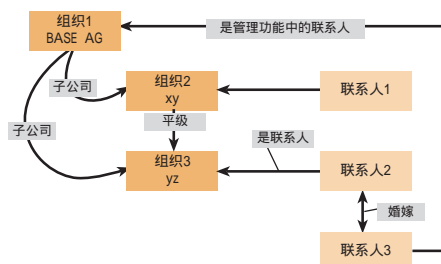 组织1
BASE AG
是管理功能中的联系人
子公司
组织2
xy
联系人1
平级
子公司
是联系人
组织3
yz
联系人2
婚嫁
联系人3